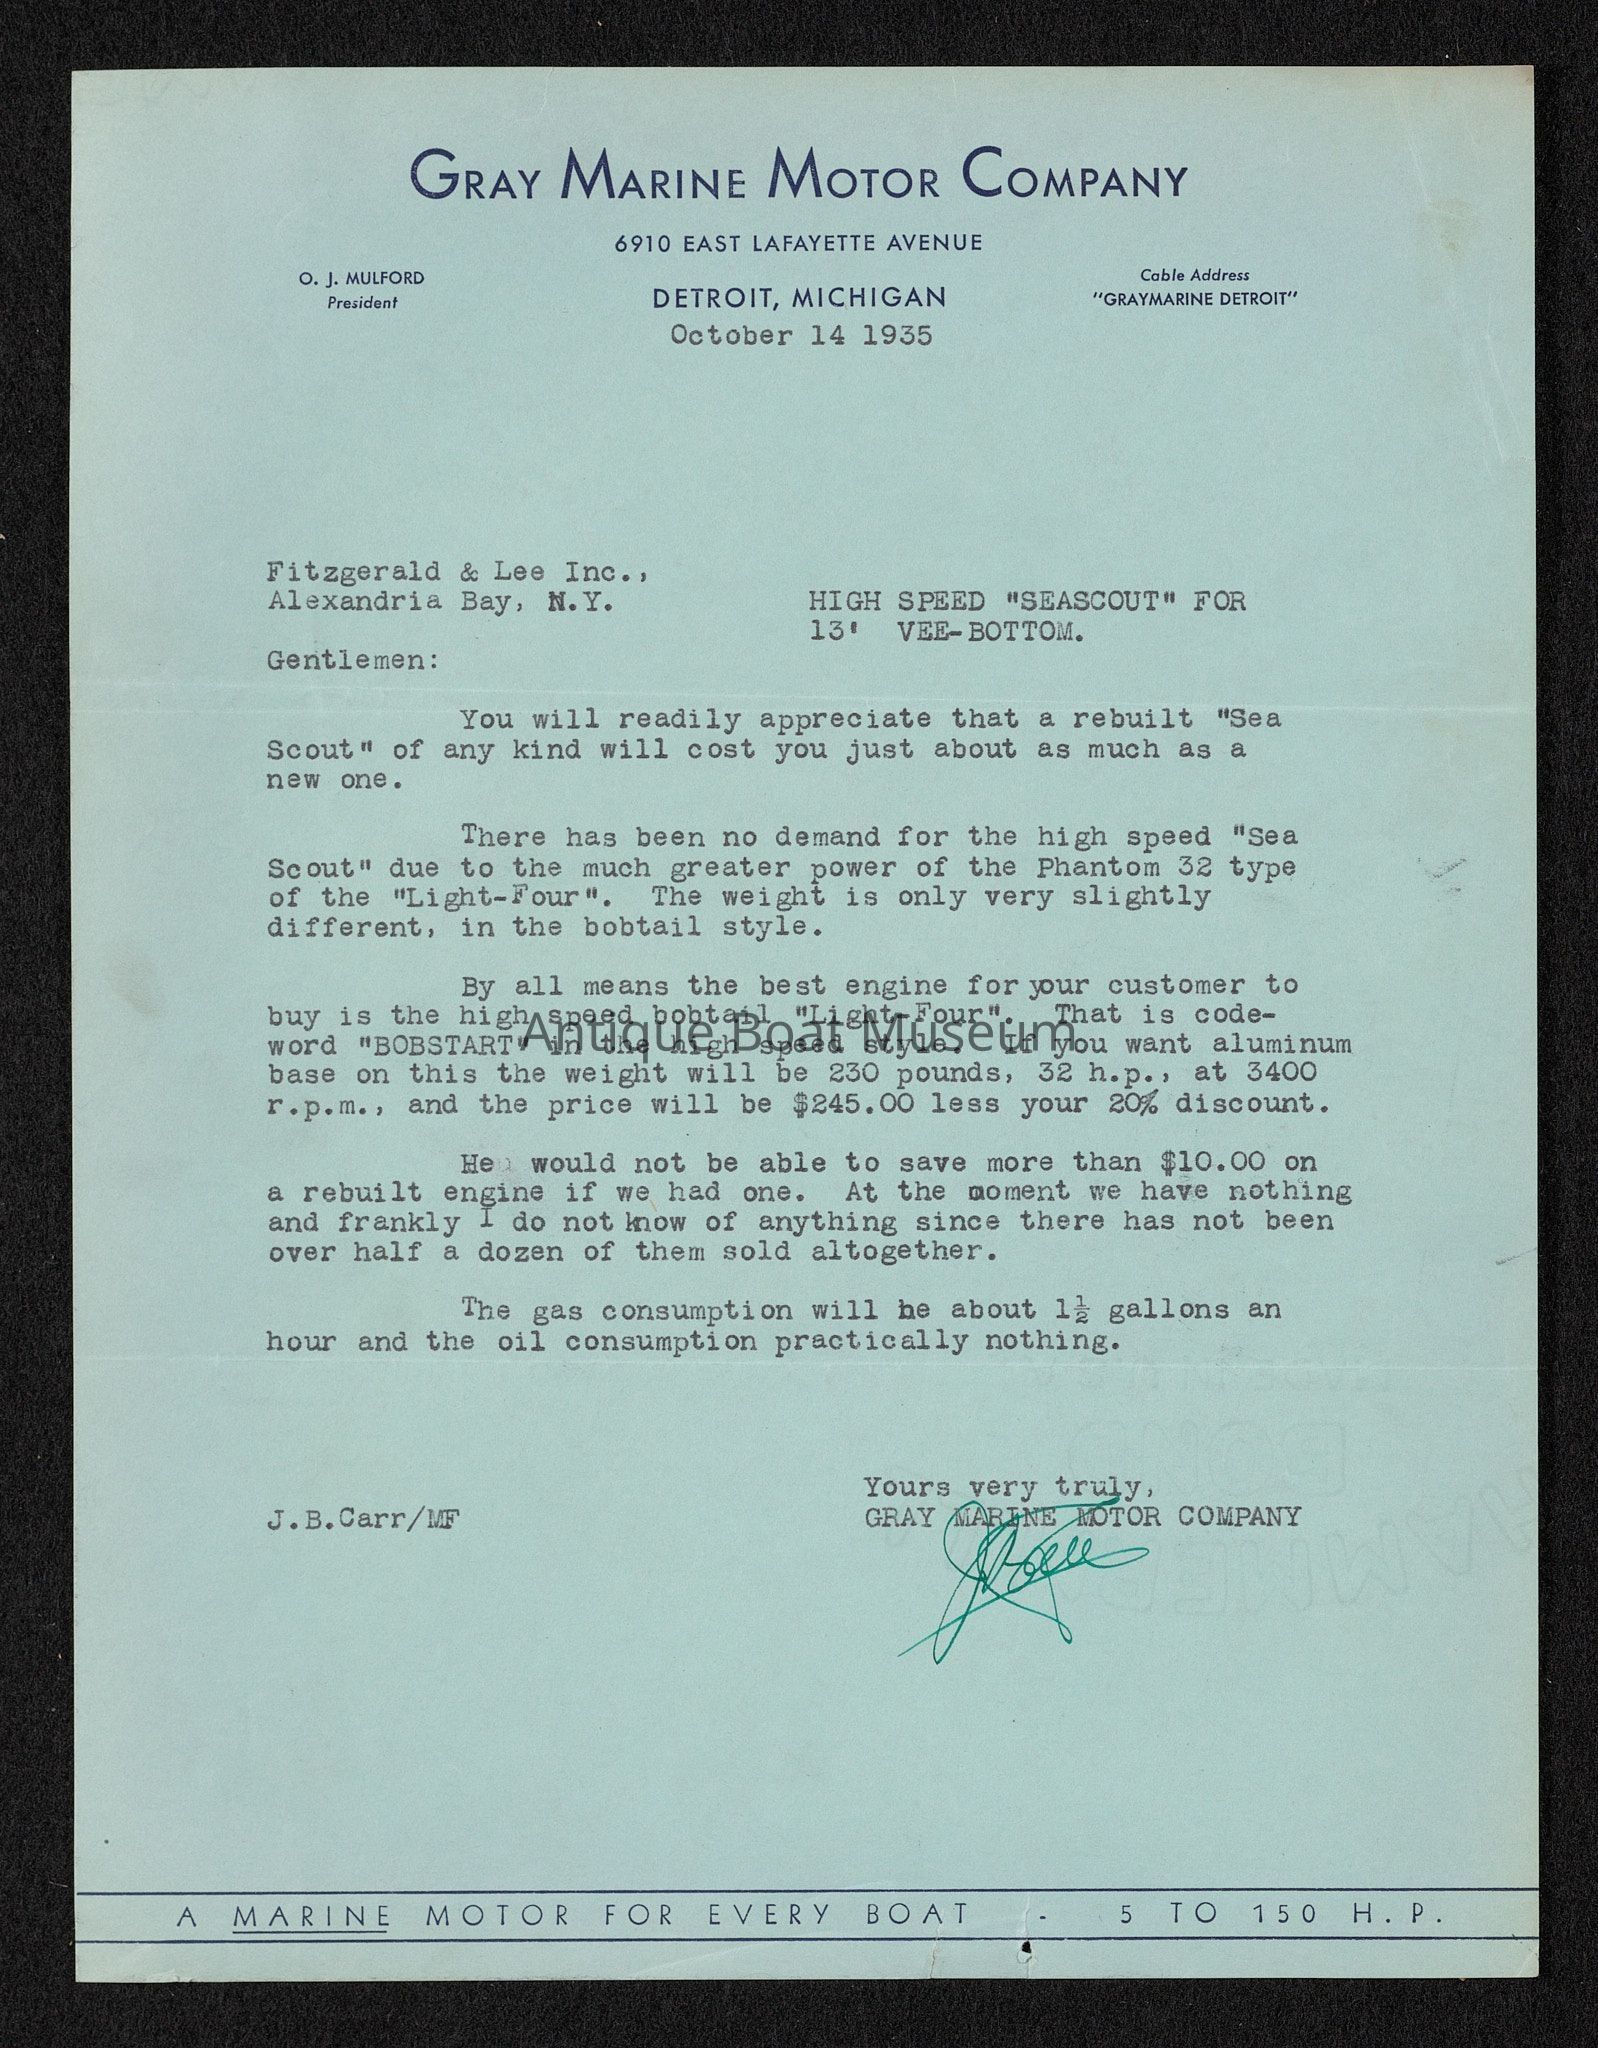 GRAY MARINE MOTOR COMPANY
6910 EAST LAFAYETTE AVENUE
O. J. MULFORD
President
DETROIT, MICHIGAN
Cable Address
"GRAYMARINE DETROIT"
October 14 1935
Fitzgerald & Lee Inc.,
Alexandria Bay, N.Y.
HIGH SPEED "SEASCOUT" FOR
13' VEE-BOTTOM.
Gentlemen:
You will readily appreciate that a rebuilt "Sea
Scout" of any kind will cost you just about as much as a
new one.
There has been no demand for the high speed "Sea
Scout" due to the much greater power of the Phantom 32 type
of the "Light-Four". The weight is only very slightly
different, in the bobtail style.
By all means the best engine for your customer to
buy is the high speed bobtail "Light-Four". That is code-
word "BOBSTART" in the high speed style. If you want aluminum
base on this the weight will be 230 pounds, 32 h.p., at 3400
r.p.m., and the price will be $245.00 less your 20% discount.
He would not be able to save more than $10.00 on
a rebuilt engine if we had one. At the moment we have nothing
and frankly I do not know of anything since there has not been
over half a dozen of them sold altogether.
The gas consumption will he about 1½ gallons an
hour and the oil consumption practically nothing.
Yours very truly,
J.B.Carr/MF
GRAY MARINE MOTOR COMPANY
A MARINE MOTOR FOR EVERY BOAT - 5 TO 150 H.P.
Antique Boat Museum